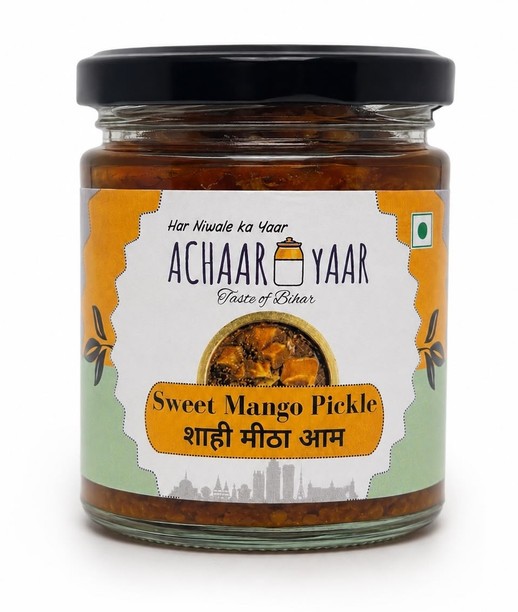 Har Niwale ka Yaar
ACHAAR YAAR
Taste of Bihar
Sweet Mango Pickle
शाही मीठा आम